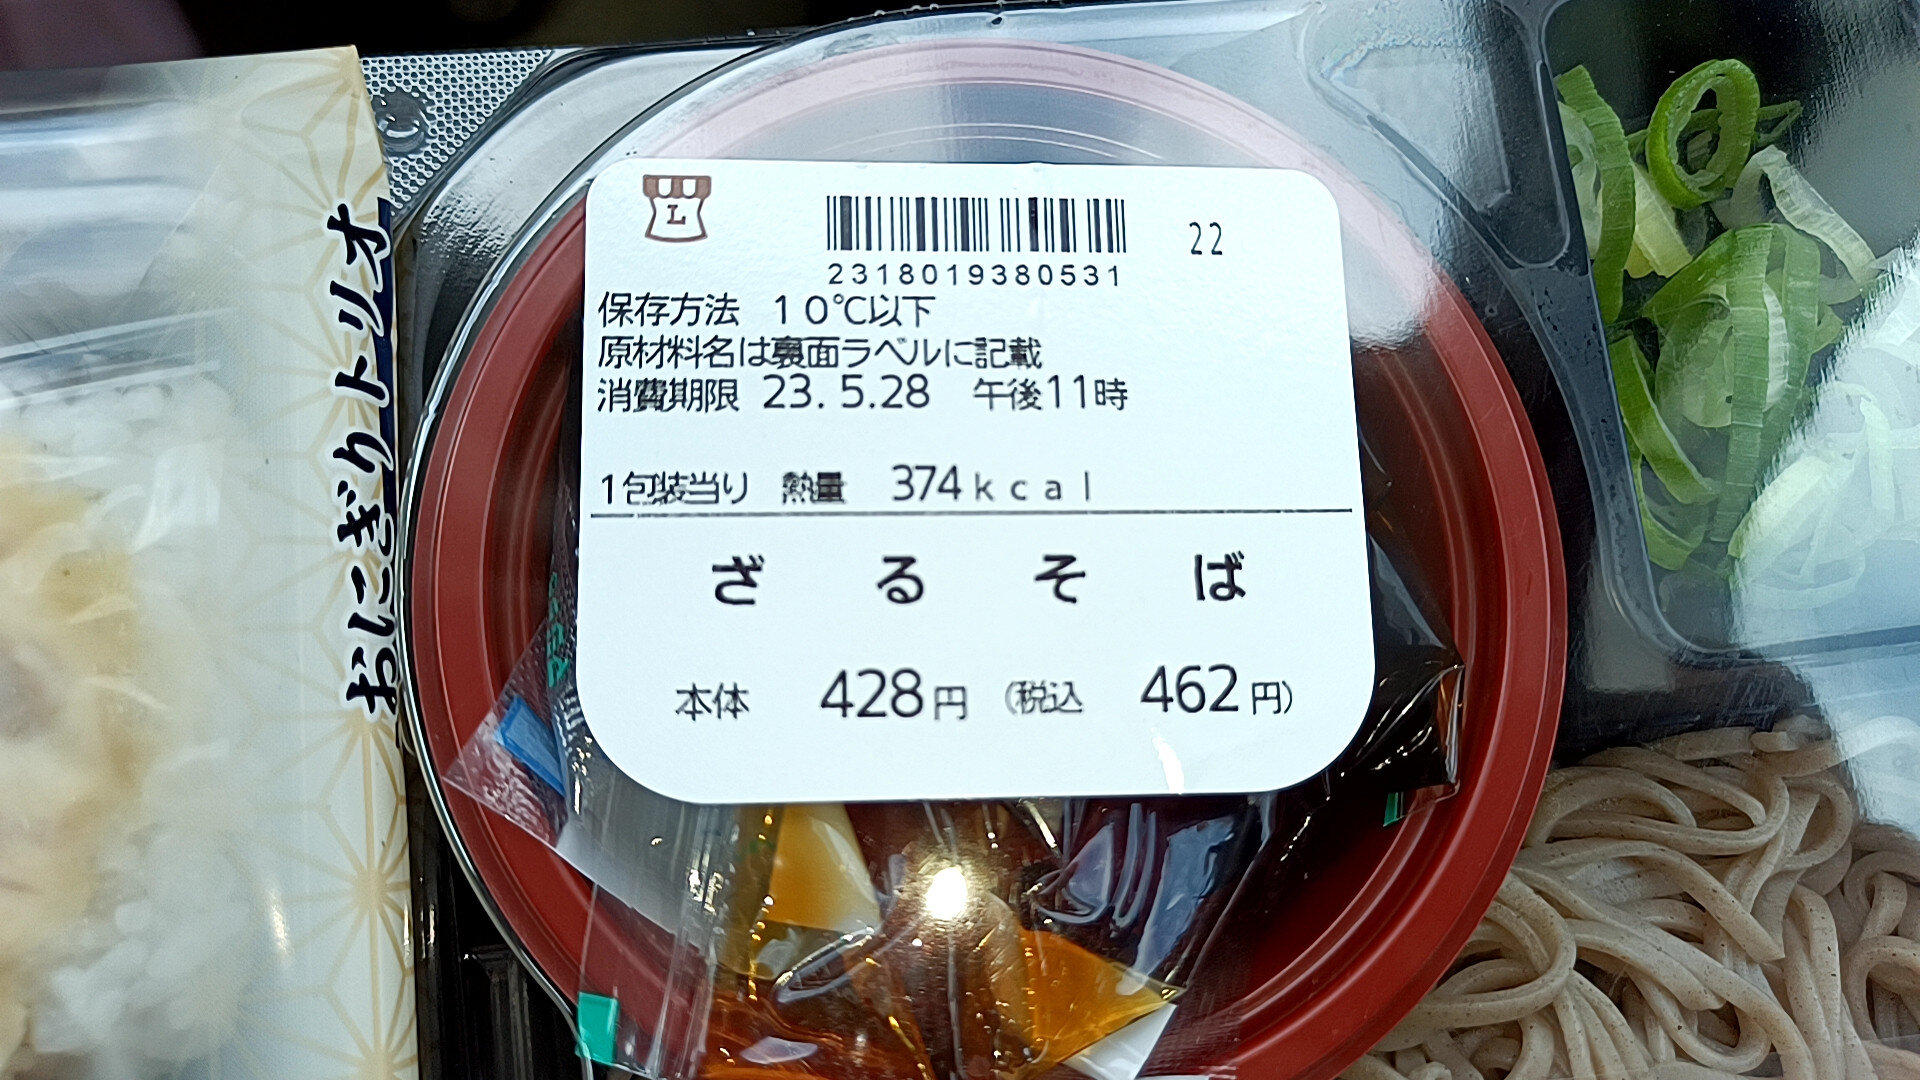 おにぎりトリオ
L
22
2318019380531
保存方法 10℃以下
原材料名は裏面ラベルに記載
消費期限 23.5.28 午後11時
1包装当り 熱量 374kcal
ざるそば
本体 428円 (税込 462円)